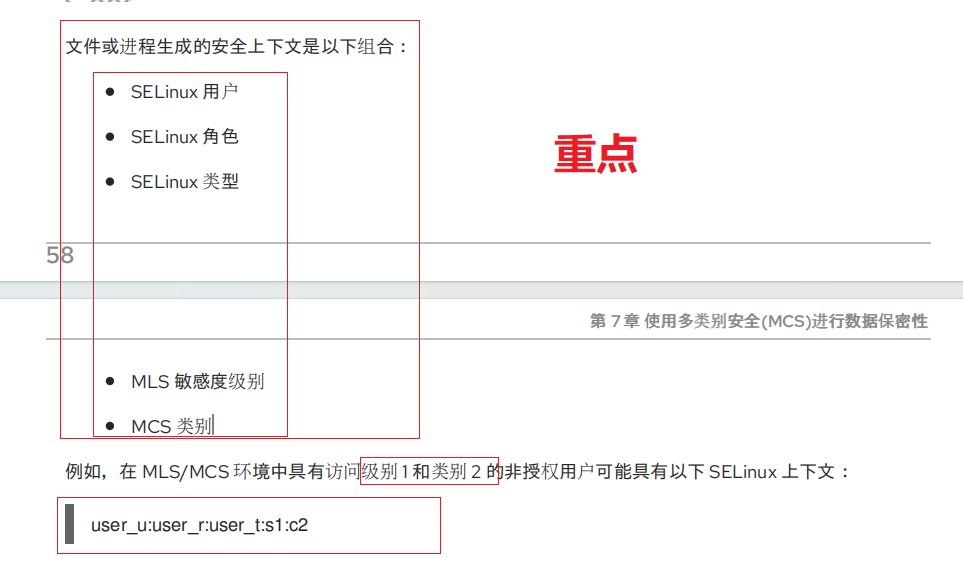 文件或进程生成的安全上下文是以下组合：
● SELinux 用户
● SELinux 角色
● SELinux 类型
重点
58
第 7 章 使用多类别安全(MCS)进行数据保密性
● MLS 敏感度级别
● MCS 类别
例如，在 MLS/MCS 环境中具有访问级别 1 和类别 2 的非授权用户可能具有以下 SELinux 上下文：
user_u:user_r:user_t:s1:c2